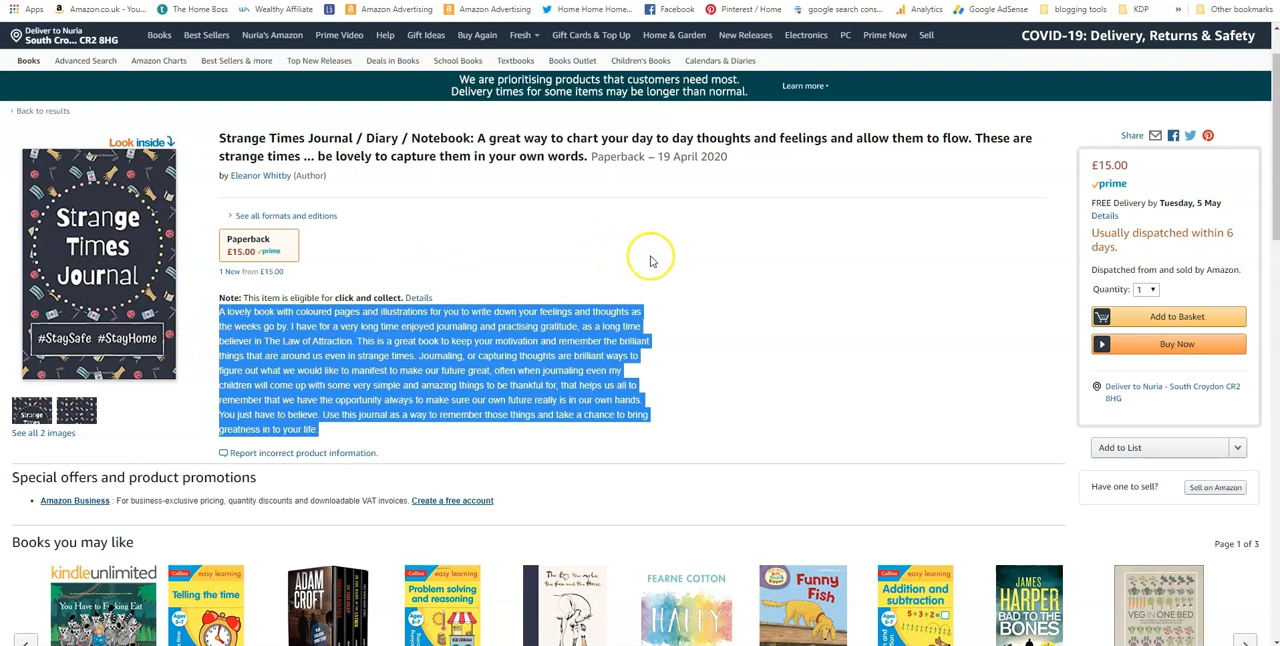 Apps
Amazon.co.uk - You...
The Home Boss
Wealthy Affiliate
Amazon Advertising
Amazon Advertising
Home Home Home...
Facebook
Pinterest / Home
google search cons...
Analytics
Google AdSense
blogging tools
KDP
»
Other bookmarks
Deliver to Nuria
South Cro... CR2 8HG
Books
Best Sellers
Nuria's Amazon
Prime Video
Help
Gift Ideas
Buy Again
Fresh
Gift Cards & Top Up
Home & Garden
New Releases
Electronics
PC
Prime Now
Sell
COVID-19: Delivery, Returns & Safety
Books
Advanced Search
Amazon Charts
Best Sellers & more
Top New Releases
Deals in Books
School Books
Textbooks
Books Outlet
Children's Books
Calendars & Diaries
We are prioritising products that customers need most.
Delivery times for some items may be longer than normal.
Learn more
‹ Back to results
Look inside
Strange Times Journal / Diary / Notebook: A great way to chart your day to day thoughts and feelings and allow them to flow. These are
strange times ... be lovely to capture them in your own words. Paperback – 19 April 2020
by Eleanor Whitby (Author)
Strange
Times
Journal
#StaySafe #StayHome
See all 2 images
› See all formats and editions
Paperback
£15.00 prime
1 New from £15.00
Note: This item is eligible for click and collect. Details
A lovely book with coloured pages and illustrations for you to write down your feelings and thoughts as
the weeks go by. I have for a very long time enjoyed journaling and practising gratitude, as a long time
believer in The Law of Attraction. This is a great book to keep your motivation and remember the brilliant
things that are around us even in strange times. Journaling, or capturing thoughts are brilliant ways to
figure out what we would like to manifest to make our future great, often when journaling even my
children will come up with some very simple and amazing things to be thankful for, that helps us all to
remember that we have the opportunity always to make sure our own future really is in our own hands.
You just have to believe. Use this journal as a way to remember those things and take a chance to bring
greatness in to your life.
Report incorrect product information.
Share
£15.00
prime
FREE Delivery by Tuesday, 5 May
Details
Usually dispatched within 6
days.
Dispatched from and sold by Amazon.
Quantity: 1
Add to Basket
Buy Now
Deliver to Nuria - South Croydon CR2
8HG
Add to List
Have one to sell?
Sell on Amazon
Special offers and product promotions
• Amazon Business : For business-exclusive pricing, quantity discounts and downloadable VAT invoices. Create a free account
Books you may like
Page 1 of 3
kindleunlimited
You Have to F**king Eat
Collins easy learning
Telling the time
ADAM
CROFT
Collins easy learning
Problem solving
and reasoning
FEARNE COTTON
HAPPY
Funny
Fish
Collins easy learning
Addition and
subtraction
5+3+2=
JAMES
HARPER
BAD TO THE
BONES
VEG IN ONE BED